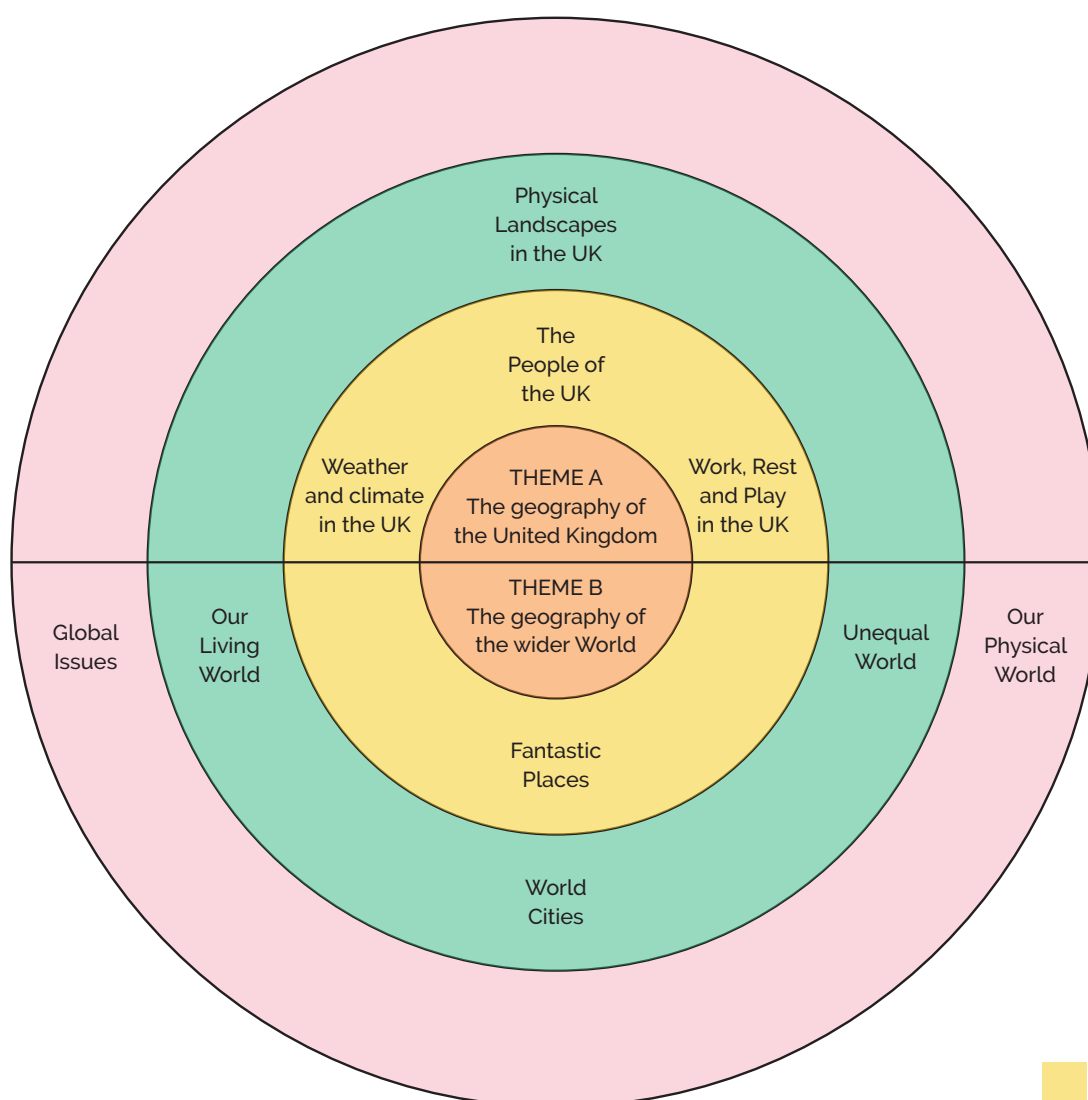 Physical
Landscapes
in the UK
The
People of
the UK
Weather
and climate
in the UK
THEME A
The geography of
the United Kingdom
Work, Rest
and Play
in the UK
THEME B
The geography of
the wider World
Global
Issues
Our
Living
World
Unequal
World
Our
Physical
World
Fantastic
Places
World
Cities